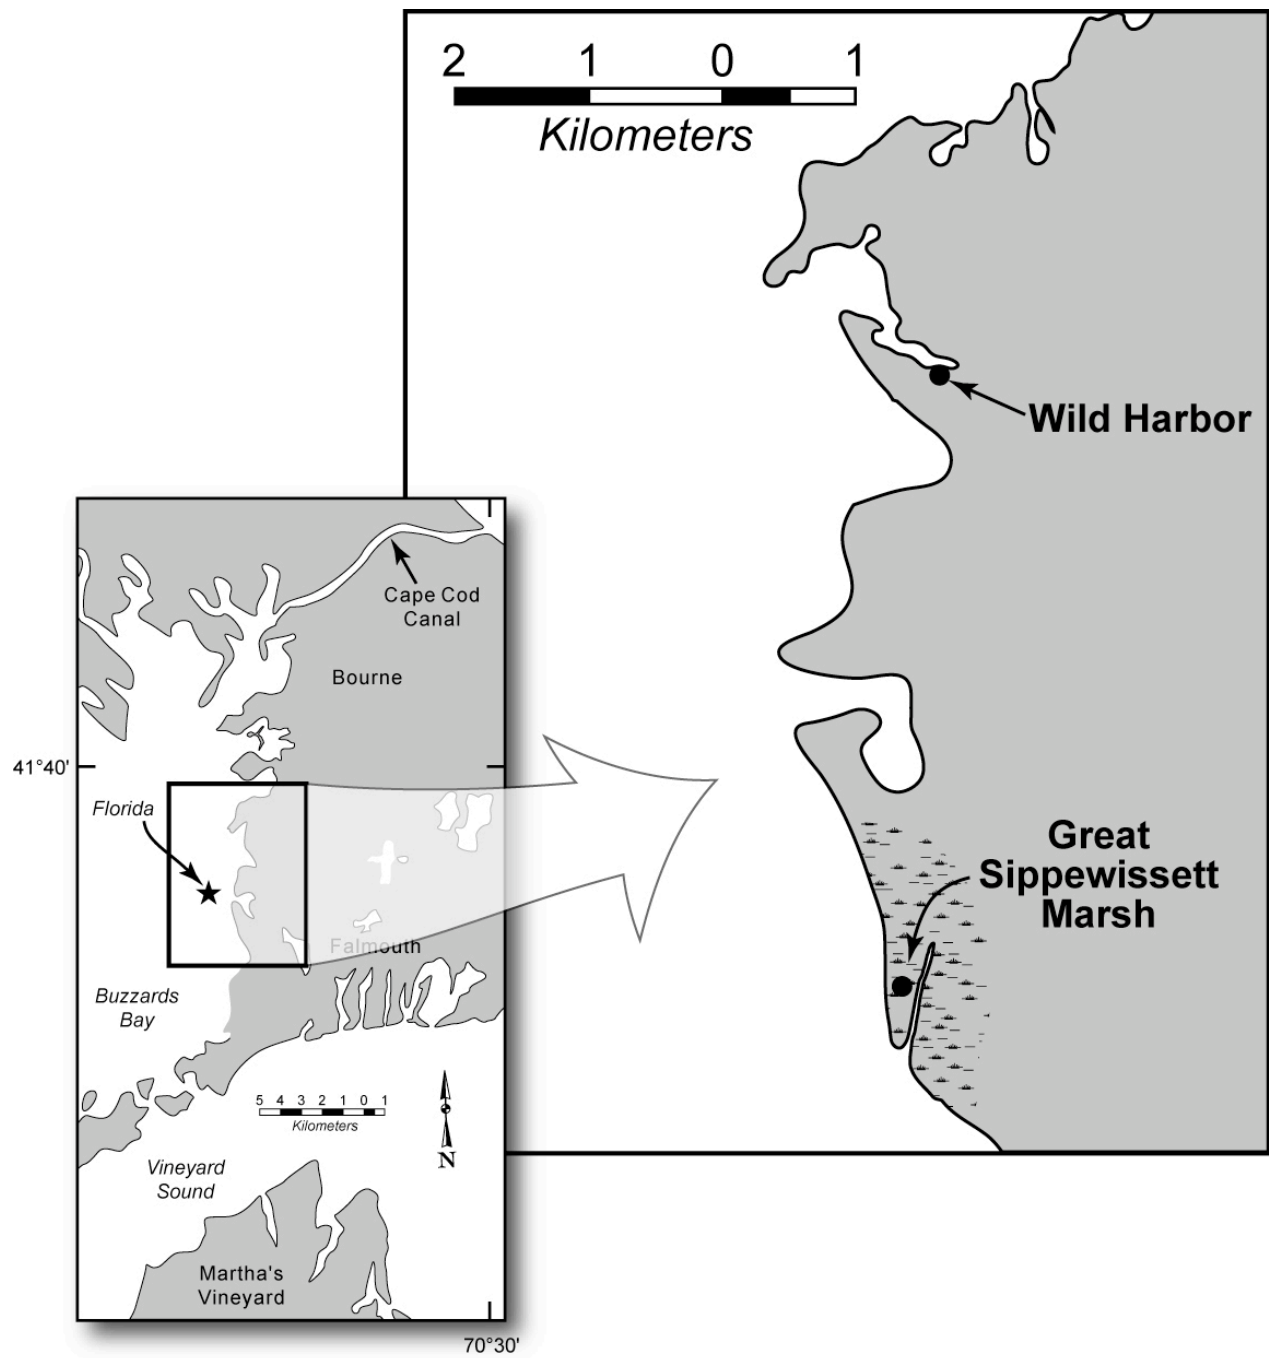 2 1 0 1
Kilometers
Wild Harbor
Great
Sippewissett
Marsh
Cape Cod
Canal
Bourne
41°40'
Florida
Falmouth
Buzzards
Bay
5 4 3 2 1 0 1
Kilometers
N
Vineyard
Sound
Martha's
Vineyard
70°30'